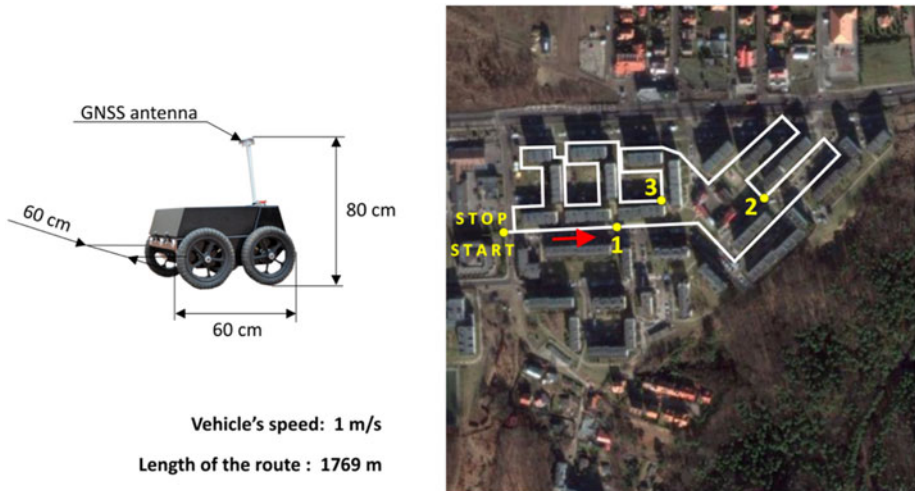 GNSS antenna
60 cm
80 cm
60 cm
Vehicle's speed: 1 m/s
Length of the route : 1769 m
3
2
STOP
START
1